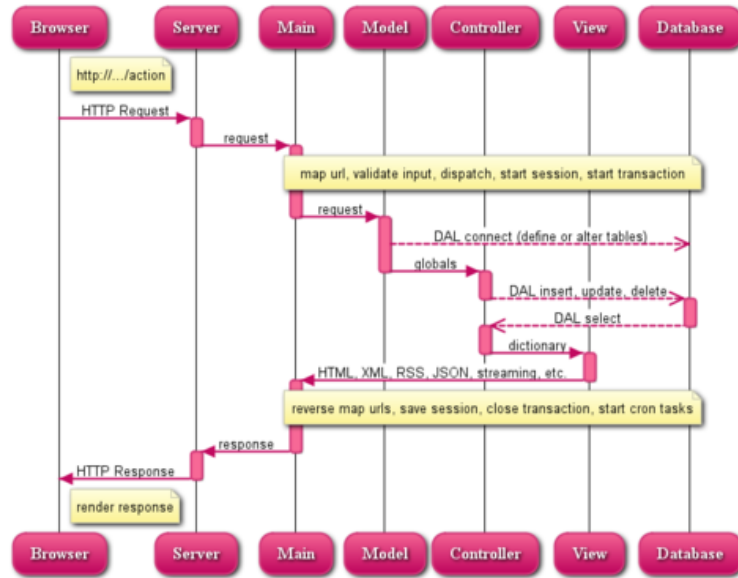 Browser Server Main Model Controller View Database
http://.../action
HTTP Request
request
map url, validate input, dispatch, start session, start transaction
request
DAL connect (define or alter tables)
globals
DAL insert, update, delete
DAL select
dictionary
HTML, XML, RSS, JSON, streaming, etc.
reverse map urls, save session, close transaction, start cron tasks
response
HTTP Response
render response
Browser Server Main Model Controller View Database